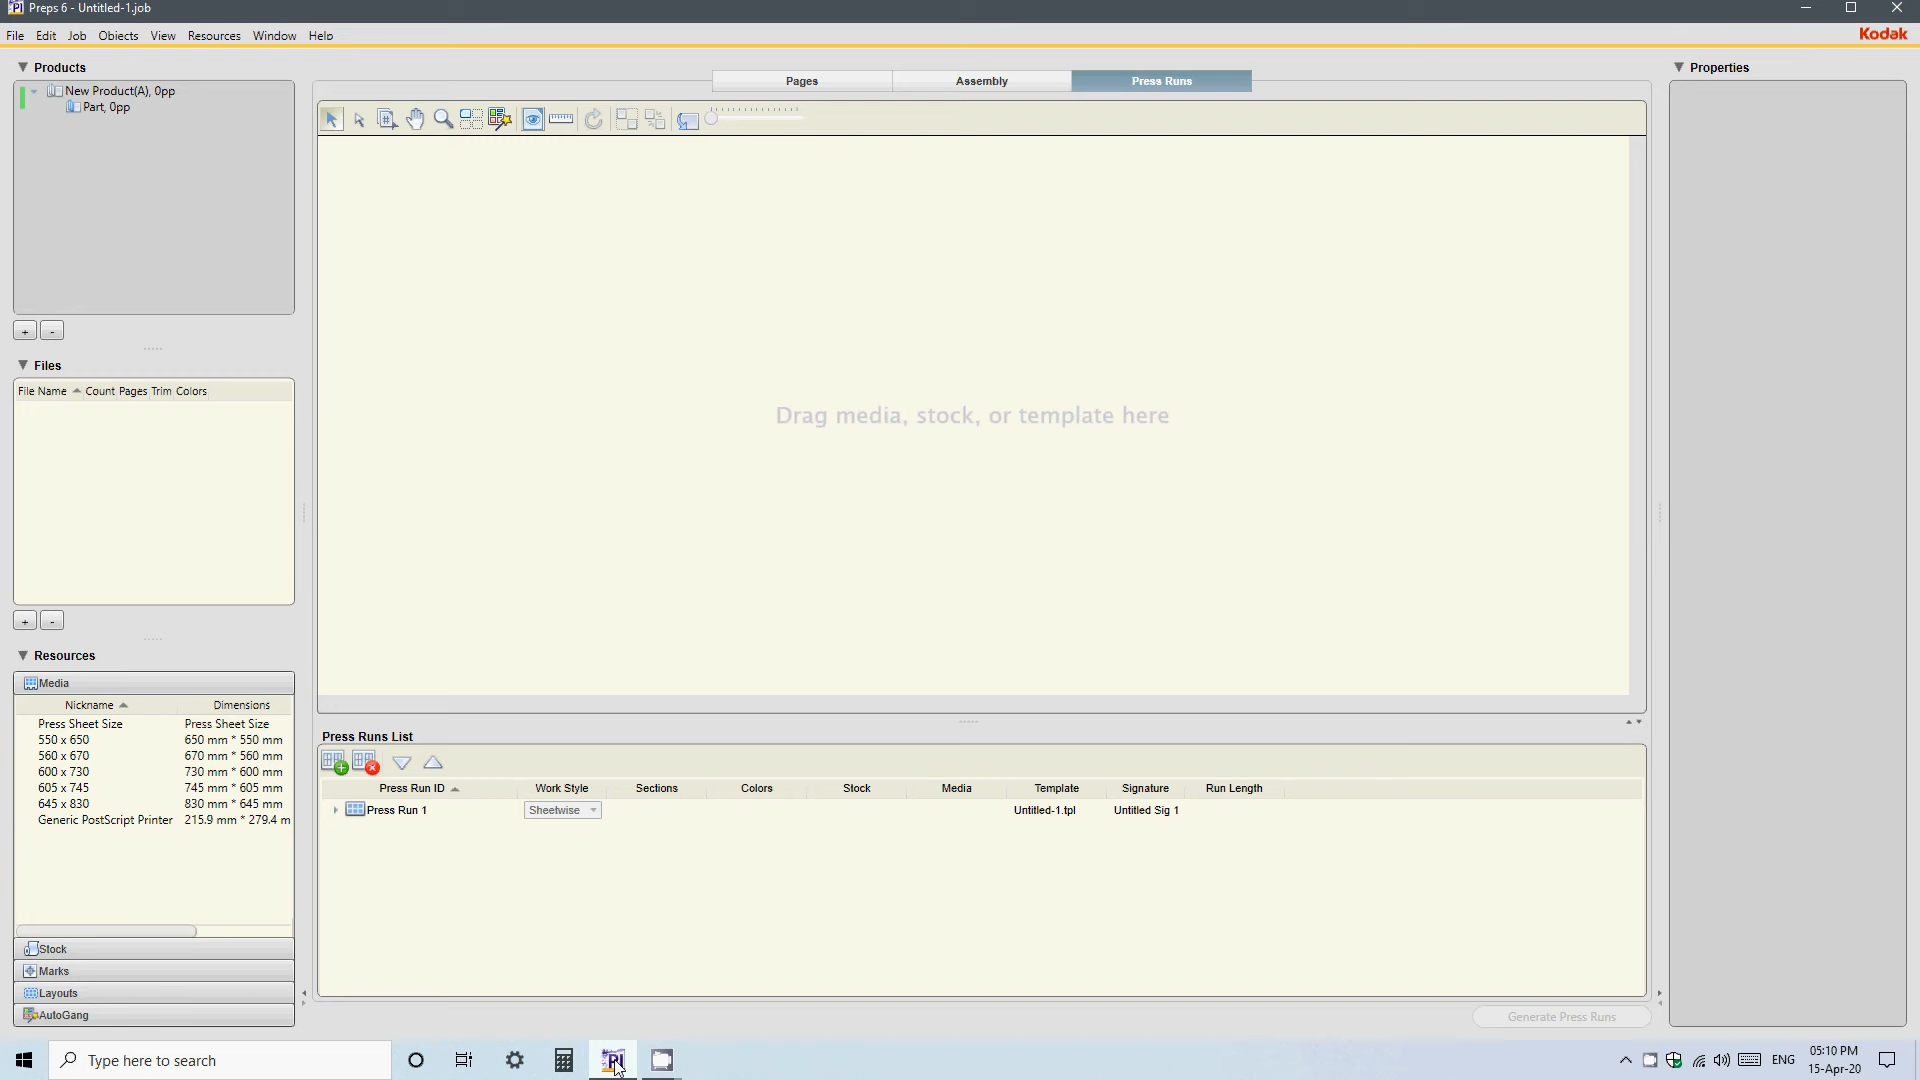 Preps 6 - Untitled-1.job
File Edit Job Objects View Resources Window Help
Kodak
Products
New Product(A), 0pp
Part, 0pp
+ -
Files
File Name Count Pages Trim Colors
+ -
Resources
Media
Nickname Dimensions
Press Sheet Size Press Sheet Size
550 x 650 650 mm * 550 mm
560 x 670 670 mm * 560 mm
600 x 730 730 mm * 600 mm
605 x 745 745 mm * 605 mm
645 x 830 830 mm * 645 mm
Generic PostScript Printer 215.9 mm * 279.4 m
Stock
Marks
Layouts
AutoGang
Pages Assembly Press Runs
Drag media, stock, or template here
Press Runs List
Press Run ID Work Style Sections Colors Stock Media Template Signature Run Length
Press Run 1 Sheetwise Untitled-1.tpl Untitled Sig 1
Generate Press Runs
Properties
Type here to search
ENG
05:10 PM
15-Apr-20